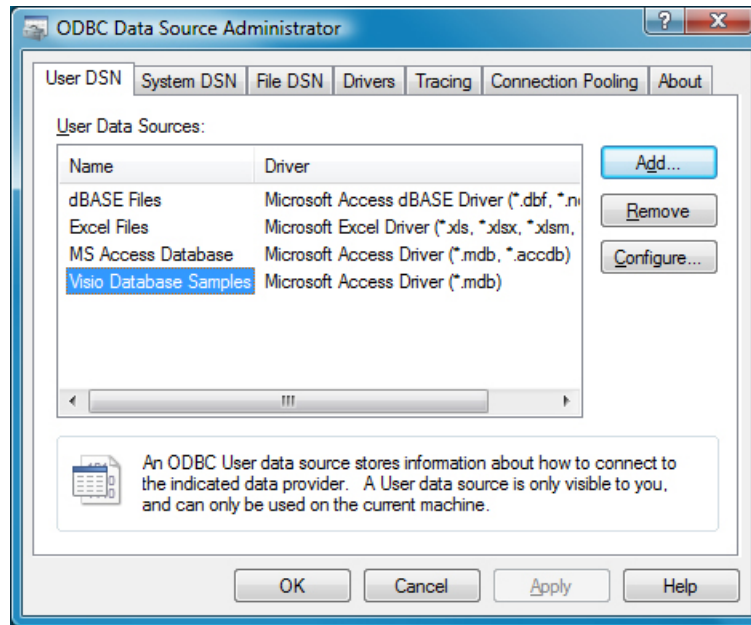 ODBC Data Source Administrator
User DSN System DSN File DSN Drivers Tracing Connection Pooling About
User Data Sources:
Name Driver
dBASE Files Microsoft Access dBASE Driver (*.dbf, *.n
Excel Files Microsoft Excel Driver (*.xls, *.xlsx, *.xlsm,
MS Access Database Microsoft Access Driver (*.mdb, *.accdb)
Visio Database Samples Microsoft Access Driver (*.mdb)
Add...
Remove
Configure...
An ODBC User data source stores information about how to connect to
the indicated data provider. A User data source is only visible to you,
and can only be used on the current machine.
OK Cancel Apply Help